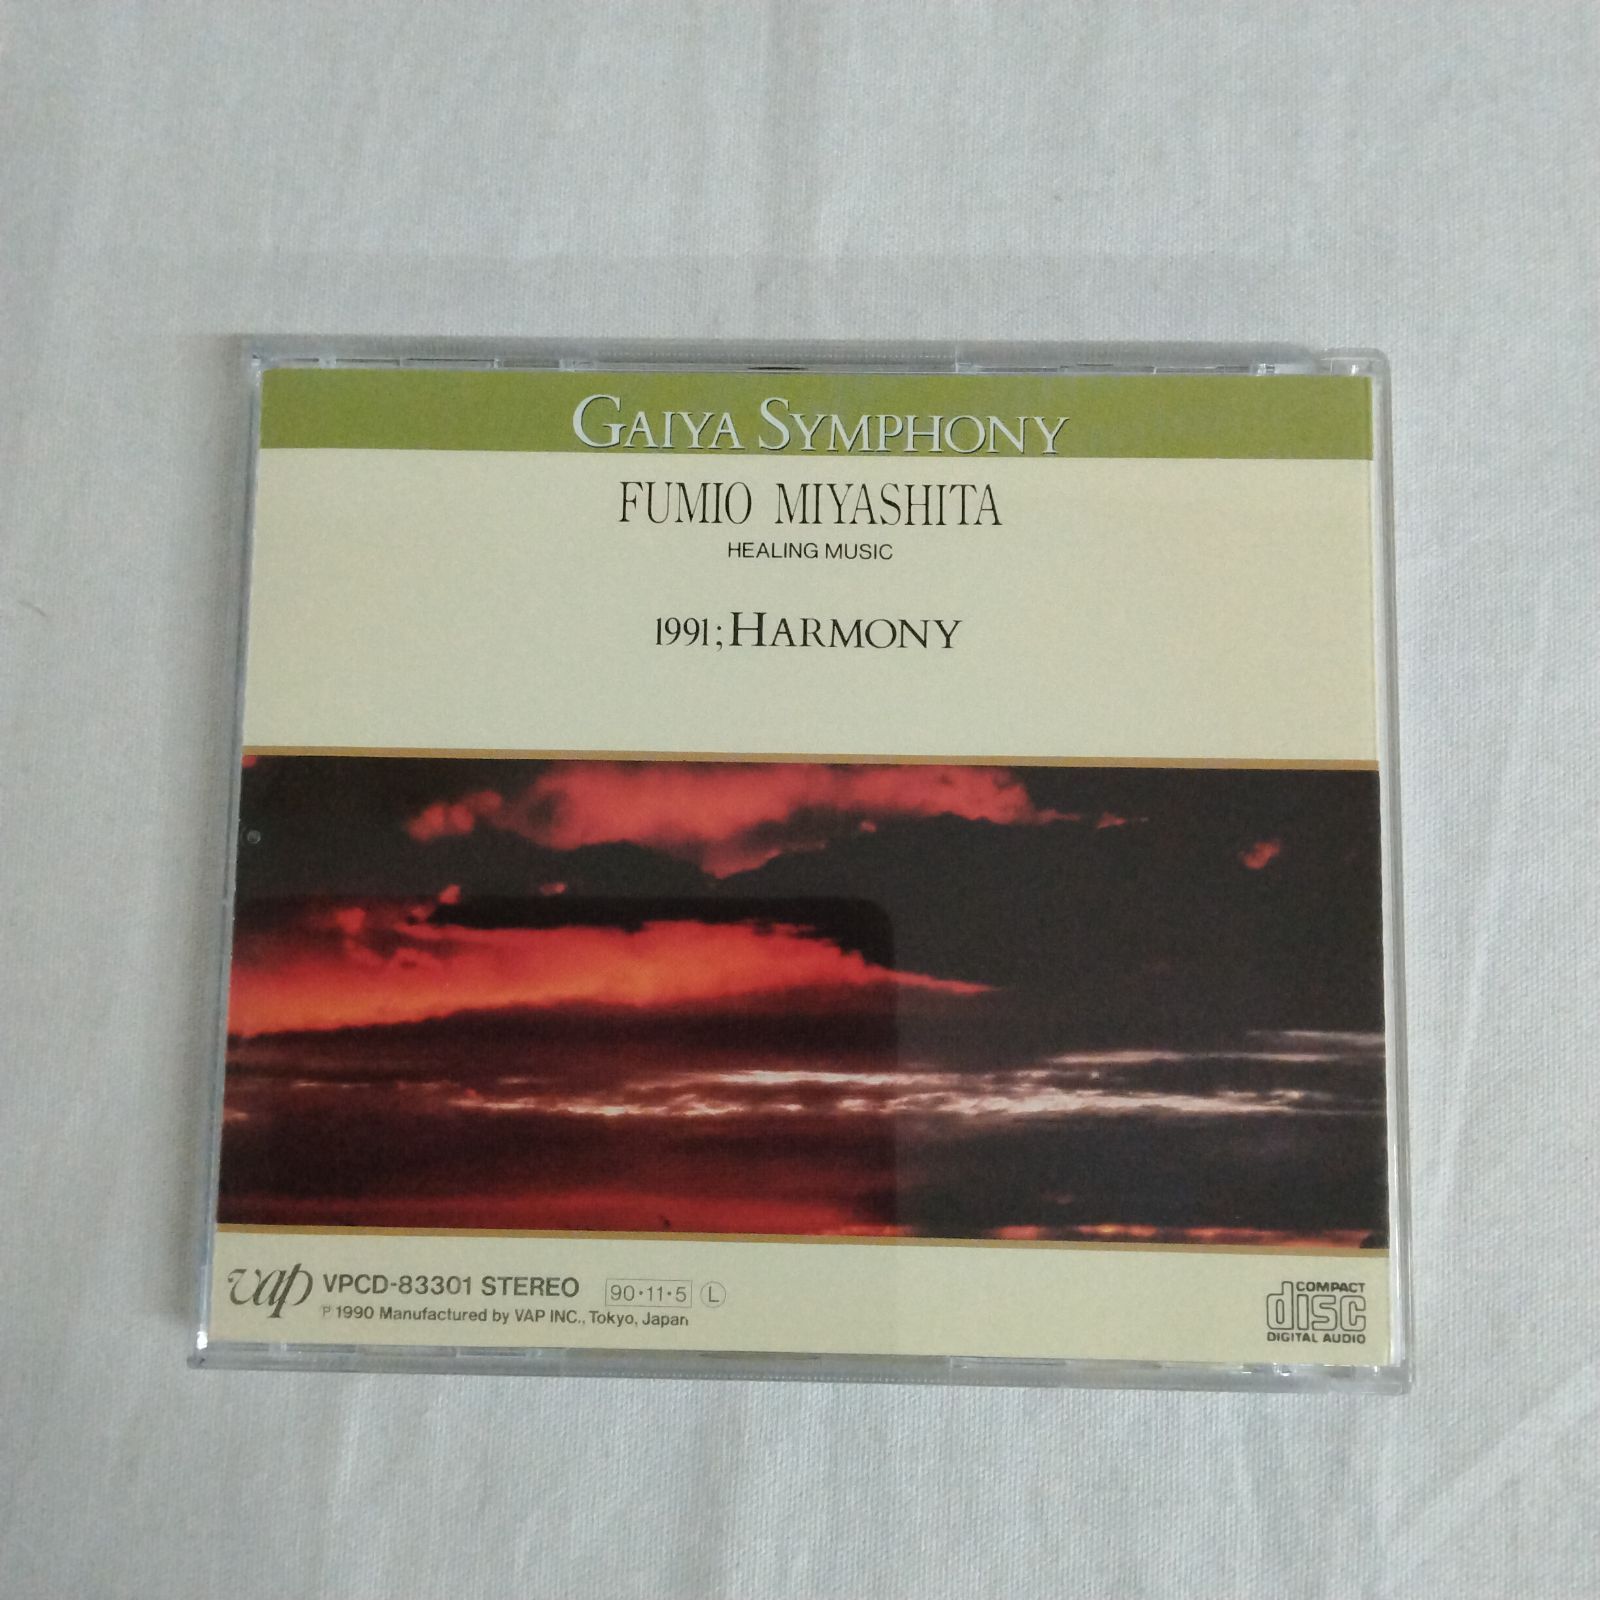 GAIYA SYMPHONY
FUMIO MIYASHITA
HEALING MUSIC
1991;HARMONY
vap VPCD-83301 STEREO 90・11・5 Ⓛ
℗1990 Manufactured by VAP INC., Tokyo, Japan
COMPACT
disc
DIGITAL AUDIO